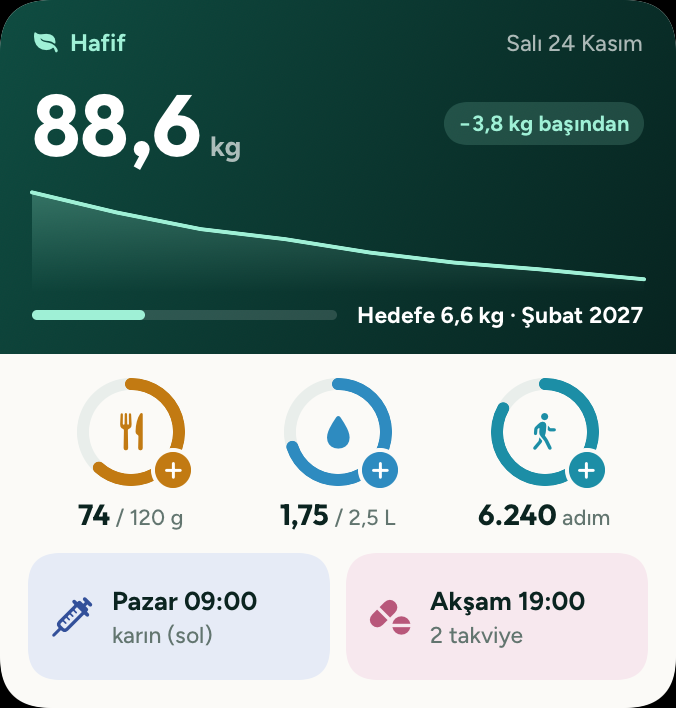 Hafif
Salı 24 Kasım
88,6 kg
−3,8 kg başından
Hedefe 6,6 kg · Şubat 2027
74 / 120 g
1,75 / 2,5 L
6.240 adım
Pazar 09:00
karın (sol)
Akşam 19:00
2 takviye